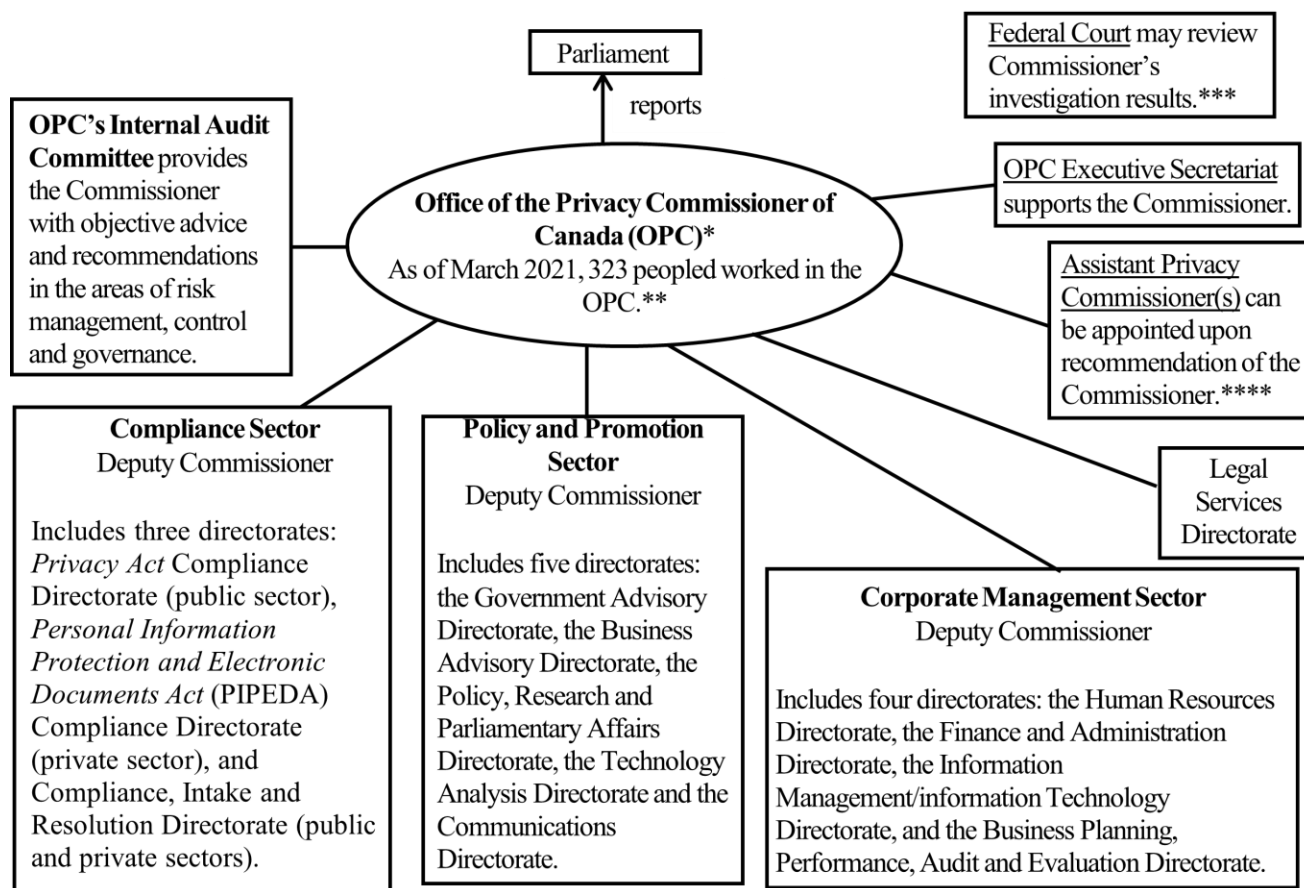 Parliament
reports
Federal Court may review
Commissioner's
investigation results.***
OPC's Internal Audit
Committee provides
the Commissioner
with objective advice
and recommendations
in the areas of risk
management, control
and governance.
Office of the Privacy Commissioner of
Canada (OPC)*
As of March 2021, 323 peopled worked in the
OPC.**
OPC Executive Secretariat
supports the Commissioner.
Assistant Privacy
Commissioner(s) can
be appointed upon
recommendation of the
Commissioner.****
Compliance Sector
Deputy Commissioner
Includes three directorates:
Privacy Act Compliance
Directorate (public sector),
Personal Information
Protection and Electronic
Documents Act (PIPEDA)
Compliance Directorate
(private sector), and
Compliance, Intake and
Resolution Directorate (public
and private sectors).
Policy and Promotion
Sector
Deputy Commissioner
Includes five directorates:
the Government Advisory
Directorate, the Business
Advisory Directorate, the
Policy, Research and
Parliamentary Affairs
Directorate, the Technology
Analysis Directorate and the
Communications
Directorate.
Legal
Services
Directorate
Corporate Management Sector
Deputy Commissioner
Includes four directorates: the Human Resources
Directorate, the Finance and Administration
Directorate, the Information
Management/information Technology
Directorate, and the Business Planning,
Performance, Audit and Evaluation Directorate.